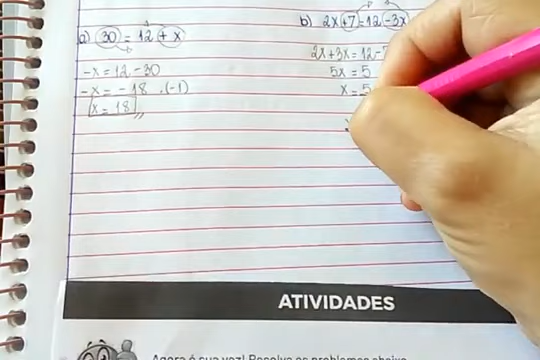 a) 30 = 12 + x
-x = 12 - 30
-x = -18 .(-1)
x = 18 //
b) 2x + 7 = 12 - 3x
2x + 3x = 12 - 7
5x = 5
x = 5
ATIVIDADES
Agora é sua vez! Resolva os problemas abaixo